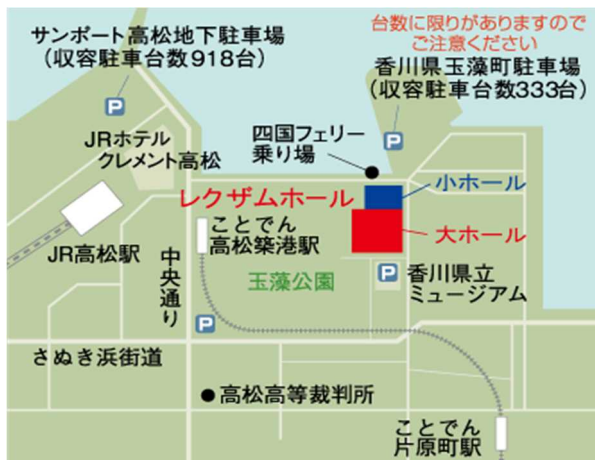 サンポート高松地下駐車場
（収容駐車台数918台）
台数に限りがありますので
ご注意ください
香川県玉藻町駐車場
（収容駐車台数333台）
P
P
JRホテル
クレメント高松
四国フェリー
乗り場
小ホール
レクザムホール
大ホール
ことでん
高松築港駅
JR高松駅
中央通り
玉藻公園
P
香川県立
ミュージアム
P
さぬき浜街道
高松高等裁判所
ことでん
片原町駅